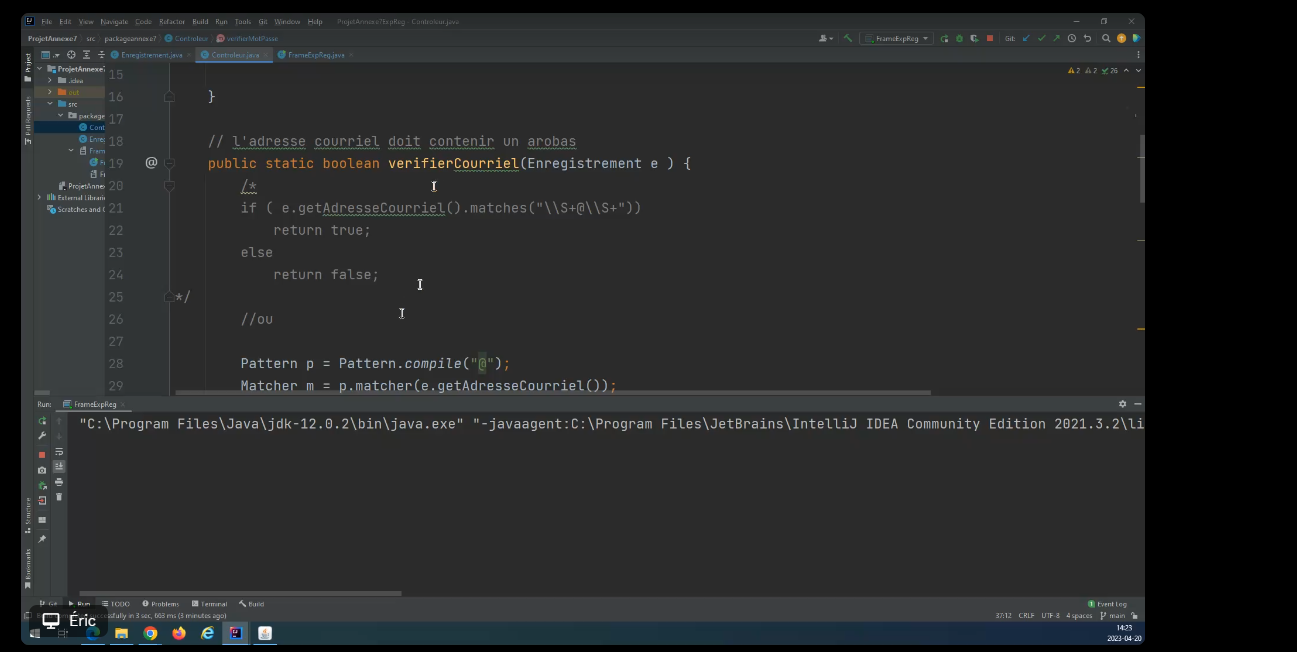 File Edit View Navigate Code Refactor Build Run Tools Git Window Help ProjetAnnexe7ExpReg - Controleur.java
ProjetAnnexe7 src packageannexe7 Controleur verifierMotPasse FrameExpReg Git:
Enregistrement.java Controleur.java FrameExpReg.java
Project
Pull Requests
ProjetAnnexe7
.idea
out
src
package
Cont
Enre
Fram
F
Fr
ProjetAnn
External Librarie
Scratches and C
2 2 26
15
16 }
17
18 // l'adresse courriel doit contenir un arobas
19 @ public static boolean verifierCourriel(Enregistrement e ) {
20 /*
21 if ( e.getAdresseCourriel().matches("\\S+@\\S+"))
22 return true;
23 else
24 return false;
25 */
26 //ou
27
28 Pattern p = Pattern.compile("@");
29 Matcher m = p.matcher(e.getAdresseCourriel());
Run: FrameExpReg
"C:\Program Files\Java\jdk-12.0.2\bin\java.exe" "-javaagent:C:\Program Files\JetBrains\IntelliJ IDEA Community Edition 2021.3.2\li
Structure
Bookmarks
Git Run TODO Problems Terminal Build Event Log
successfully in 3 sec, 663 ms (3 minutes ago) 37:12 CRLF UTF-8 4 spaces main
Éric
14:23
2023-04-20